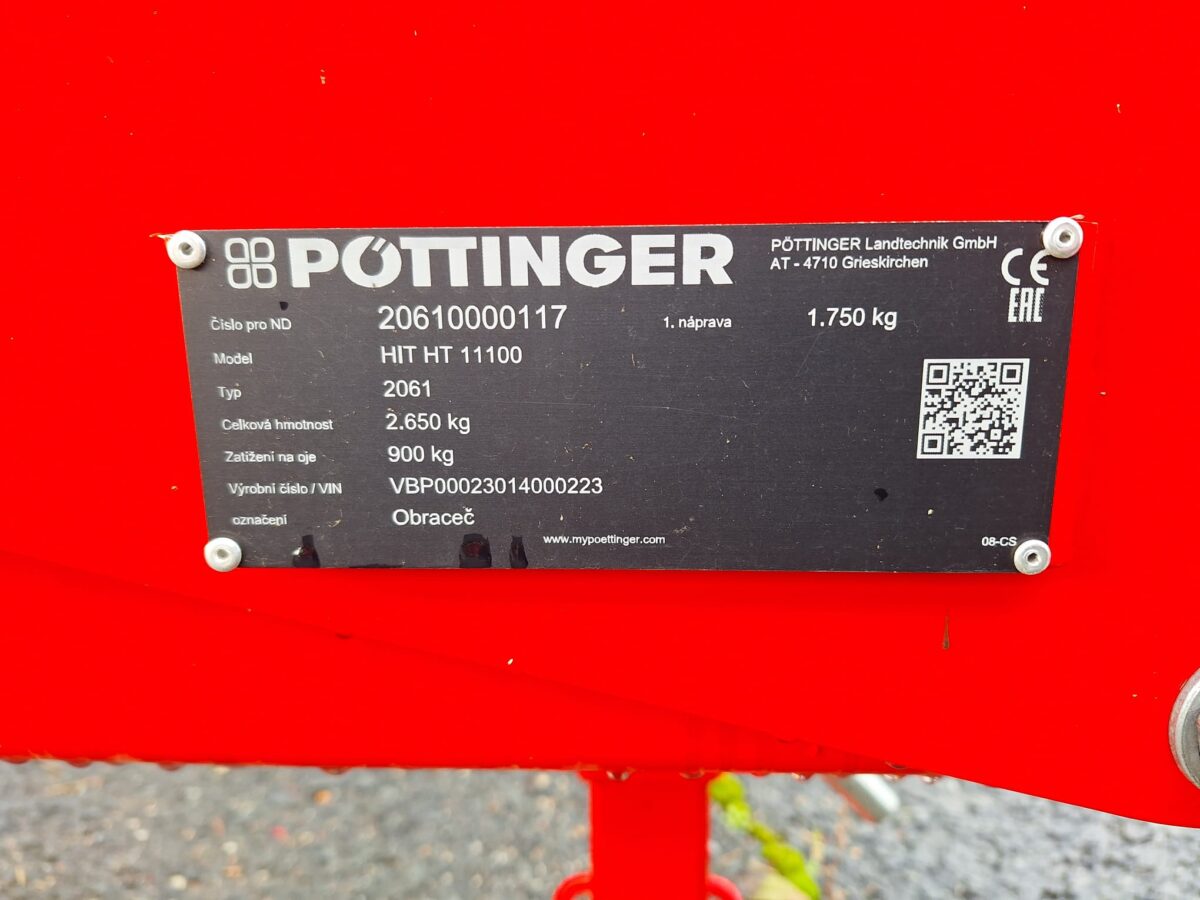 PÖTTINGER
PÖTTINGER Landtechnik GmbH
AT - 4710 Grieskirchen
CE
EAC
Číslo pro ND 20610000117 1. náprava 1.750 kg
Model HIT HT 11100
Typ 2061
Celková hmotnost 2.650 kg
Zatížení na oje 900 kg
Výrobní číslo / VIN VBP00023014000223
označení Obraceč
www.mypoettinger.com 08-CS